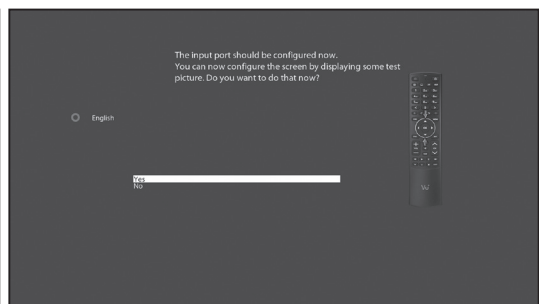 The input port should be configured now.
You can now configure the screen by displaying some test
picture. Do you want to do that now?
English
Yes
No